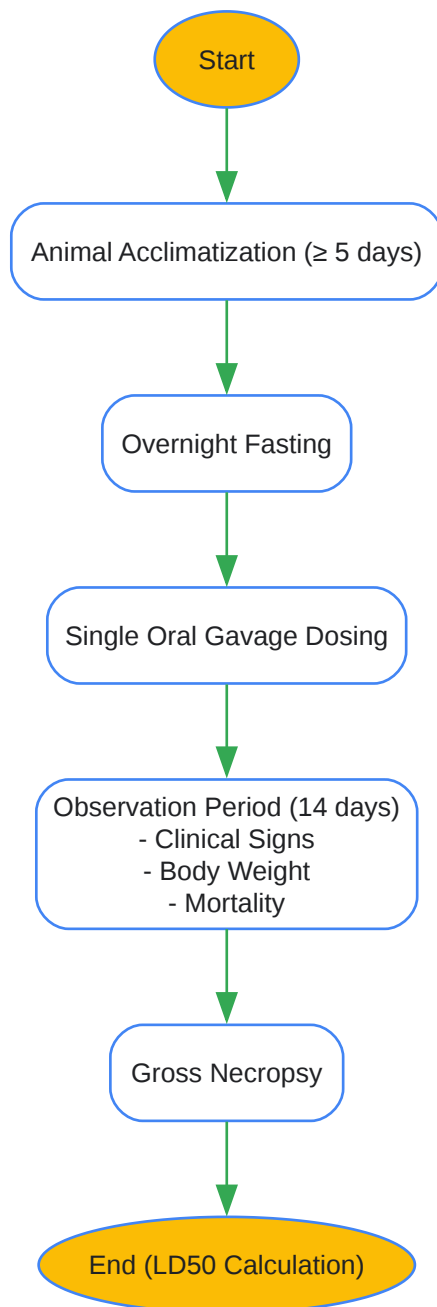 Start
Animal Acclimatization (≥ 5 days)
Overnight Fasting
Single Oral Gavage Dosing
Observation Period (14 days)
- Clinical Signs
- Body Weight
- Mortality
Gross Necropsy
End (LD50 Calculation)